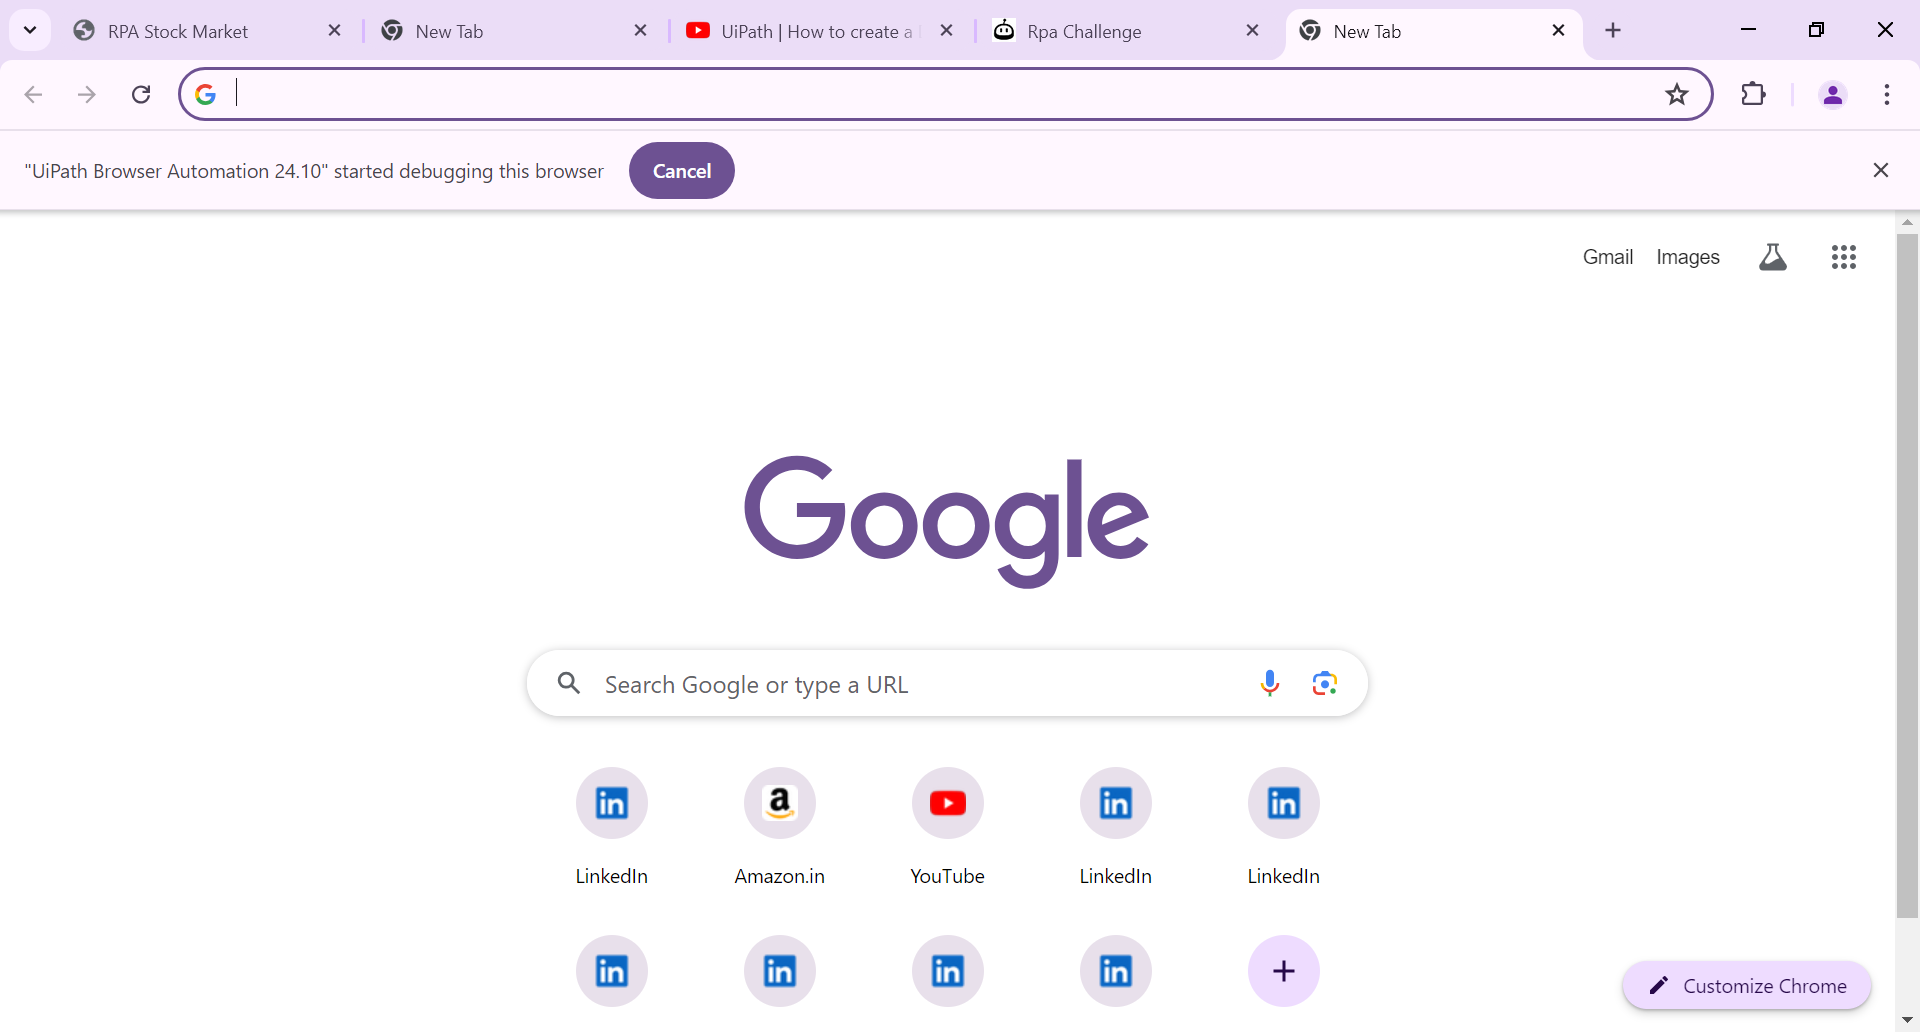 RPA Stock Market
New Tab
UiPath | How to create a
Rpa Challenge
New Tab
"UiPath Browser Automation 24.10" started debugging this browser
Cancel
Gmail
Images
Google
Search Google or type a URL
LinkedIn
Amazon.in
YouTube
LinkedIn
LinkedIn
Customize Chrome